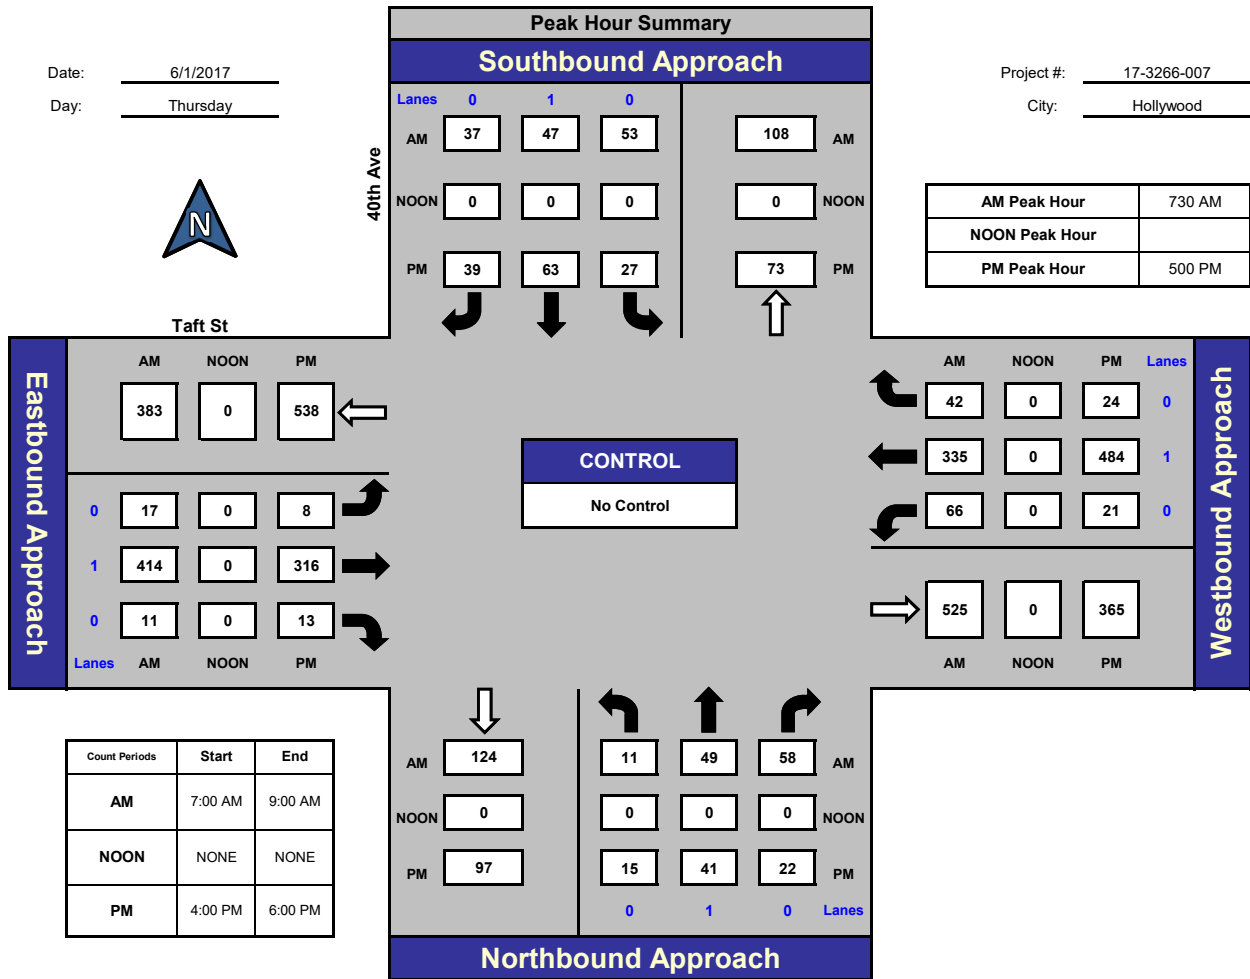 Peak Hour Summary
Southbound Approach
Date: 6/1/2017
Day: Thursday
Project #: 17-3266-007
City: Hollywood
N
40th Ave
Lanes 0 1 0
AM 37 47 53 108 AM
NOON 0 0 0 0 NOON
PM 39 63 27 73 PM
AM Peak Hour 730 AM
NOON Peak Hour
PM Peak Hour 500 PM
Taft St
Eastbound Approach
AM NOON PM
383 0 538
0 17 0 8
1 414 0 316
0 11 0 13
Lanes AM NOON PM
CONTROL
No Control
AM NOON PM Lanes
42 0 24 0
335 0 484 1
66 0 21 0
525 0 365
AM NOON PM
Westbound Approach
Count Periods Start End
AM 7:00 AM 9:00 AM
NOON NONE NONE
PM 4:00 PM 6:00 PM
AM 124 11 49 58 AM
NOON 0 0 0 0 NOON
PM 97 15 41 22 PM
0 1 0 Lanes
Northbound Approach